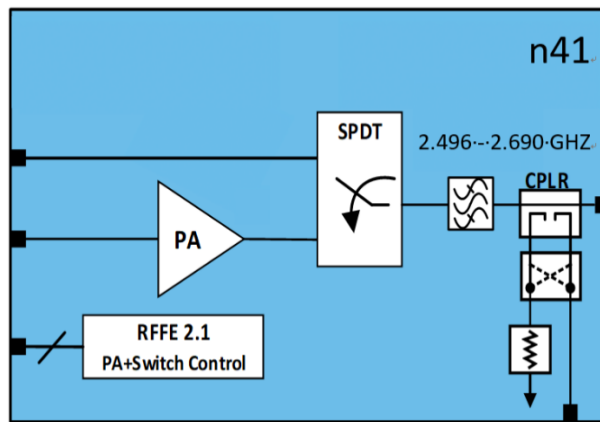 n41
SPDT
2.496·-·2.690·GHZ
CPLR
PA
RFFE 2.1
PA+Switch Control